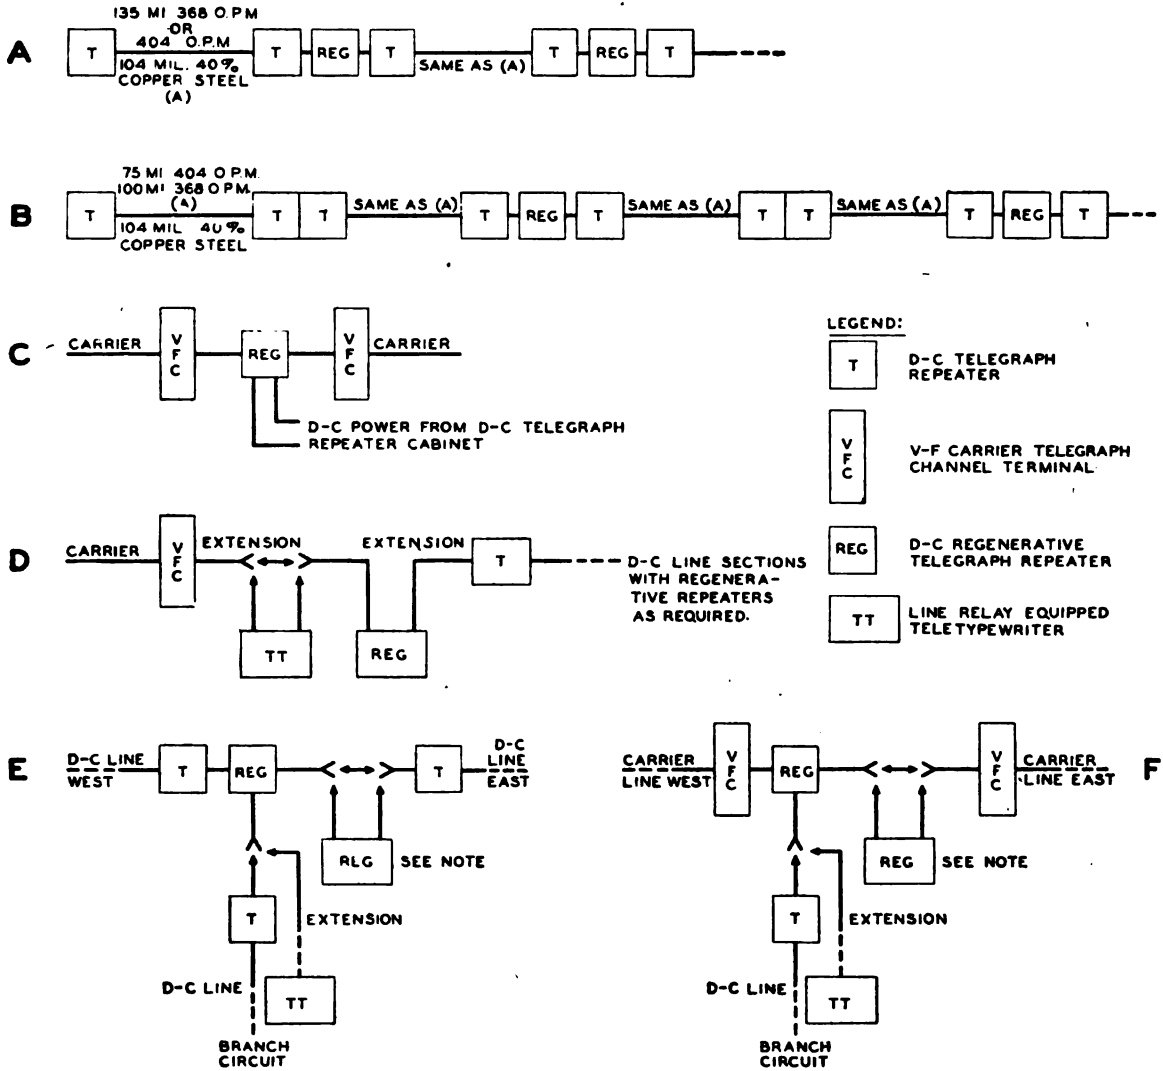 A
135 MI 368 O.P.M
OR
404 O.P.M
104 MIL. 40%
COPPER STEEL
(A)
T
T
REG
T
SAME AS (A)
T
REG
T
B
75 MI 404 O.P.M.
100 MI 368 O.P.M.
(A)
104 MIL 40%
COPPER STEEL
T
T
T
SAME AS (A)
T
REG
T
SAME AS (A)
T
T
SAME AS (A)
T
REG
T
C
CARRIER
VFC
REG
VFC
CARRIER
D-C POWER FROM D-C TELEGRAPH
REPEATER CABINET
LEGEND:
T
D-C TELEGRAPH
REPEATER
VFC
V-F CARRIER TELEGRAPH
CHANNEL TERMINAL
REG
D-C REGENERATIVE
TELEGRAPH REPEATER
TT
LINE RELAY EQUIPPED
TELETYPEWRITER
D
CARRIER
VFC
EXTENSION
EXTENSION
T
D-C LINE SECTIONS
WITH REGENERA-
TIVE REPEATERS
AS REQUIRED.
TT
REG
E
D-C LINE
WEST
T
REG
T
D-C
LINE
EAST
RLG
SEE NOTE
T
EXTENSION
D-C LINE
TT
BRANCH
CIRCUIT
F
CARRIER
LINE WEST
VFC
REG
VFC
CARRIER
LINE EAST
REG
SEE NOTE
T
EXTENSION
D-C LINE
TT
BRANCH
CIRCUIT